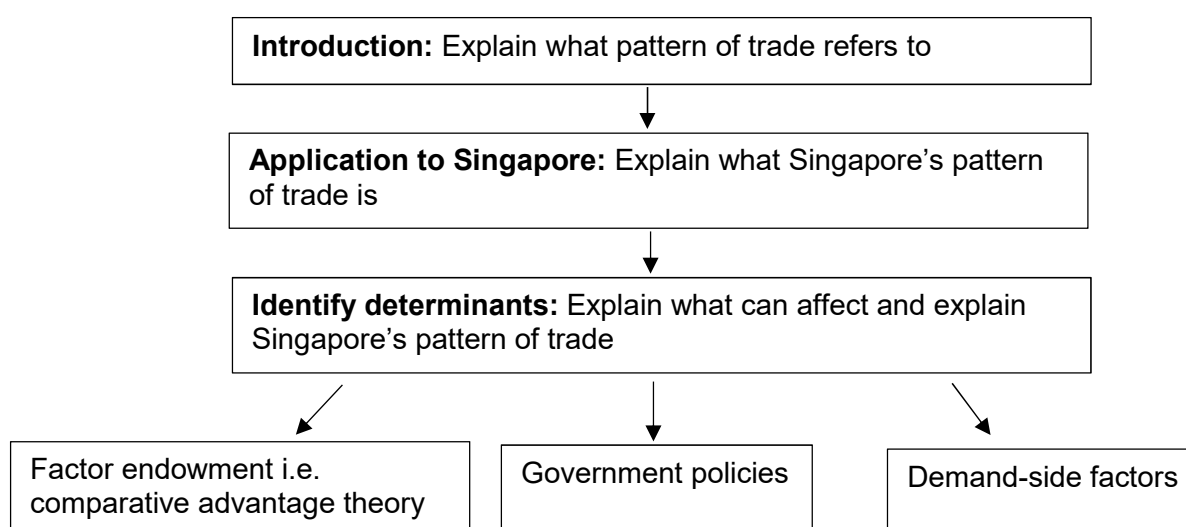 Introduction: Explain what pattern of trade refers to
Application to Singapore: Explain what Singapore’s pattern
of trade is
Identify determinants: Explain what can affect and explain
Singapore’s pattern of trade
Factor endowment i.e.
comparative advantage theory
Government policies
Demand-side factors